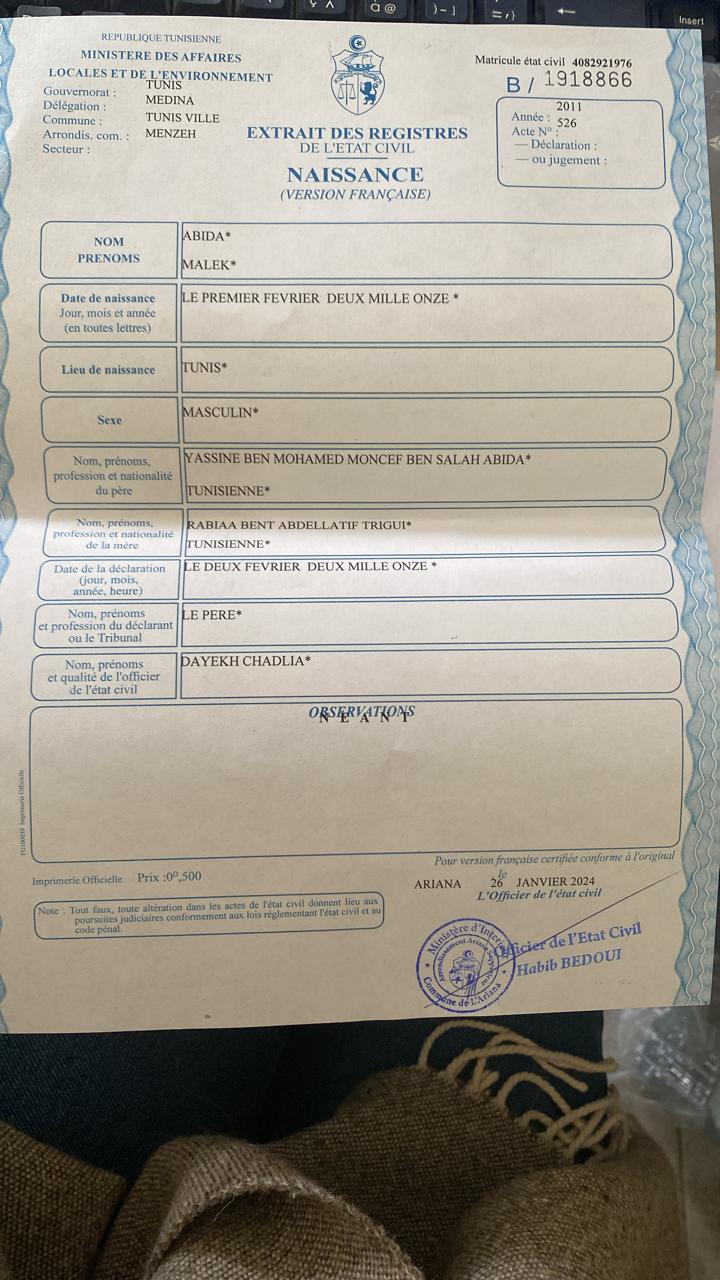 REPUBLIQUE TUNISIENNE
MINISTERE DES AFFAIRES
LOCALES ET DE L'ENVIRONNEMENT
Gouvernorat : TUNIS
Délégation : MEDINA
Commune : TUNIS VILLE
Arrondis. com. : MENZEH
Secteur :
EXTRAIT DES REGISTRES
DE L'ETAT CIVIL
NAISSANCE
(VERSION FRANÇAISE)
Matricule état civil 4082921976
B / 1918866
Année : 2011
Acte N° : 526
— Déclaration :
— ou jugement :
NOM ABIDA*
PRENOMS MALEK*
Date de naissance LE PREMIER FEVRIER DEUX MILLE ONZE *
Jour, mois et année
(en toutes lettres)
Lieu de naissance TUNIS*
Sexe MASCULIN*
Nom, prénoms, YASSINE BEN MOHAMED MONCEF BEN SALAH ABIDA*
profession et nationalité
du père TUNISIENNE*
Nom, prénoms, RABIAA BENT ABDELLATIF TRIGUI*
profession et nationalité
de la mère TUNISIENNE*
Date de la déclaration LE DEUX FEVRIER DEUX MILLE ONZE *
(jour, mois,
année, heure)
Nom, prénoms LE PERE*
et profession du déclarant
ou le Tribunal
Nom, prénoms DAYEKH CHADLIA*
et qualité de l'officier
de l'état civil
OBSERVATIONS
N E A N T
Pour version française certifiée conforme à l'original
Imprimerie Officielle Prix :0ᴰ,500
ARIANA le 26 JANVIER 2024
L'Officier de l'état civil
Note : Tout faux, toute altération dans les actes de l'état civil donnent lieu aux
poursuites judiciaires conformement aux lois réglementant l'état civil et au
code pénal.
Officier de l'Etat Civil
Habib BEDOUI
Ministère d'Interieur
Commune de L'Ariana
Insert